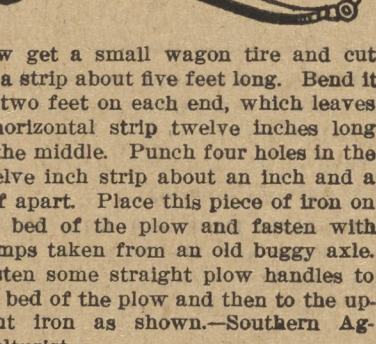 w get a small wagon tire and cut
a strip about five feet long. Bend it
two feet on each end, which leaves
horizontal strip twelve inches long
the middle. Punch four holes in the
elve inch strip about an inch and a
f apart. Place this piece of iron on
bed of the plow and fasten with
mps taken from an old buggy axle.
sten some straight plow handles to
bed of the plow and then to the up-
ht iron as shown.—Southern Ag-